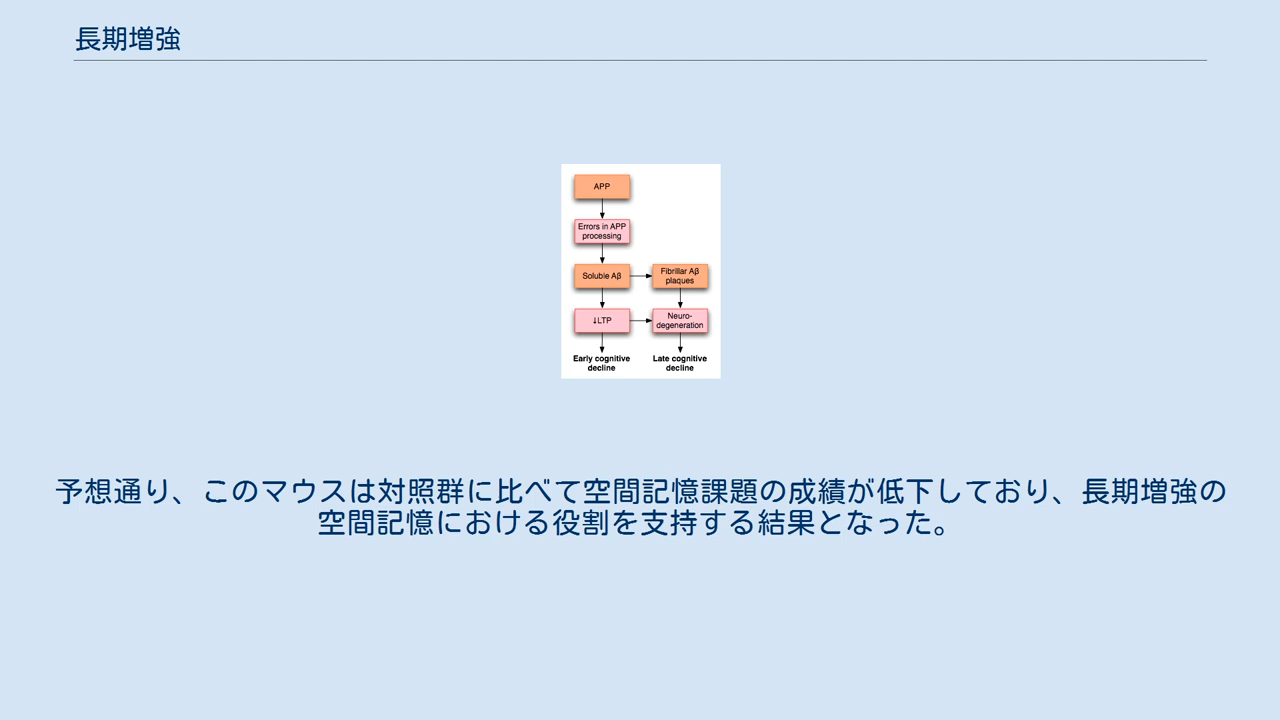 長期増強
APP
Errors in APP
processing
Soluble Aβ
Fibrillar Aβ
plaques
↓LTP
Neuro-
degeneration
Early cognitive
decline
Late cognitive
decline
予想通り、このマウスは対照群に比べて空間記憶課題の成績が低下しており、長期増強の
空間記憶における役割を支持する結果となった。